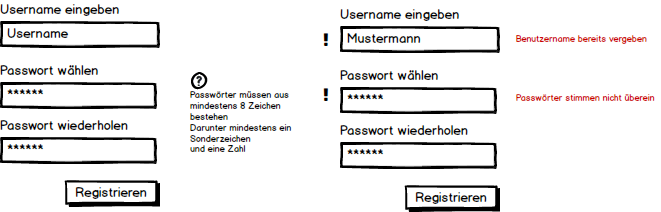 Username eingeben
Username
Passwort wählen
******
Passwort wiederholen
******
Registrieren
?
Passwörter müssen aus
mindestens 8 Zeichen
bestehen
Darunter mindestens ein
Sonderzeichen
und eine Zahl
Username eingeben
! Mustermann Benutzername bereits vergeben
Passwort wählen
! ****** Passwörter stimmen nicht überein
Passwort wiederholen
******
Registrieren